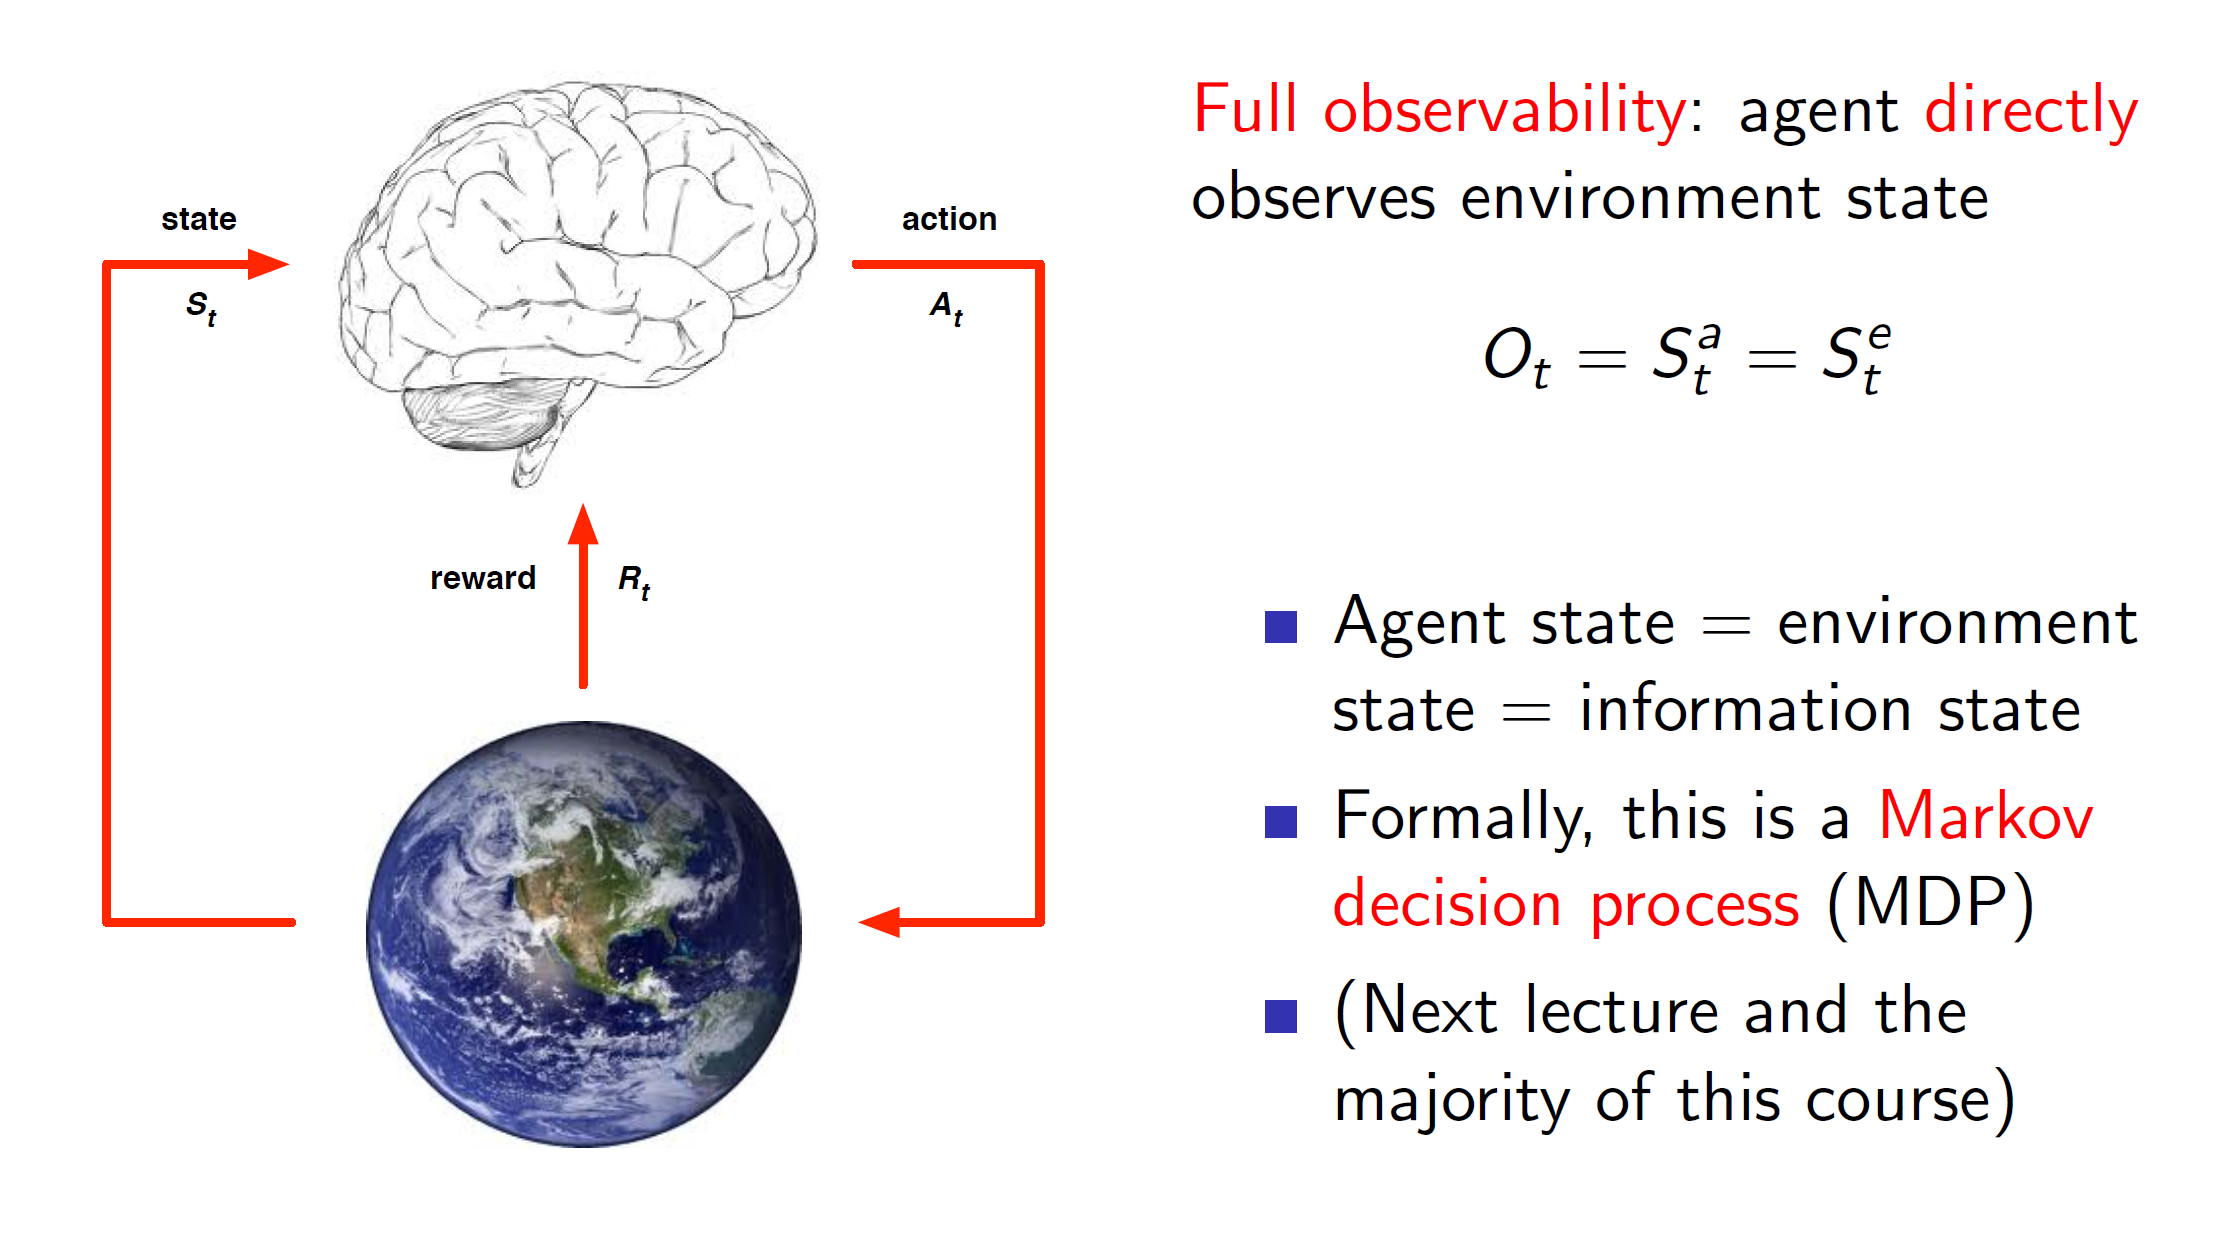 state
S_t
action
A_t
reward
R_t
Full observability: agent directly
observes environment state
O_t = S_t^a = S_t^e
Agent state = environment
state = information state
Formally, this is a Markov
decision process (MDP)
(Next lecture and the
majority of this course)